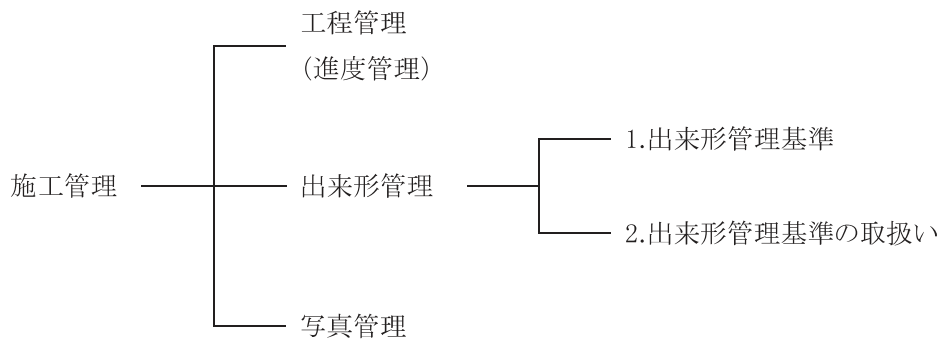 工程管理
(進度管理)
1.出来形管理基準
施工管理
出来形管理
2.出来形管理基準の取扱い
写真管理